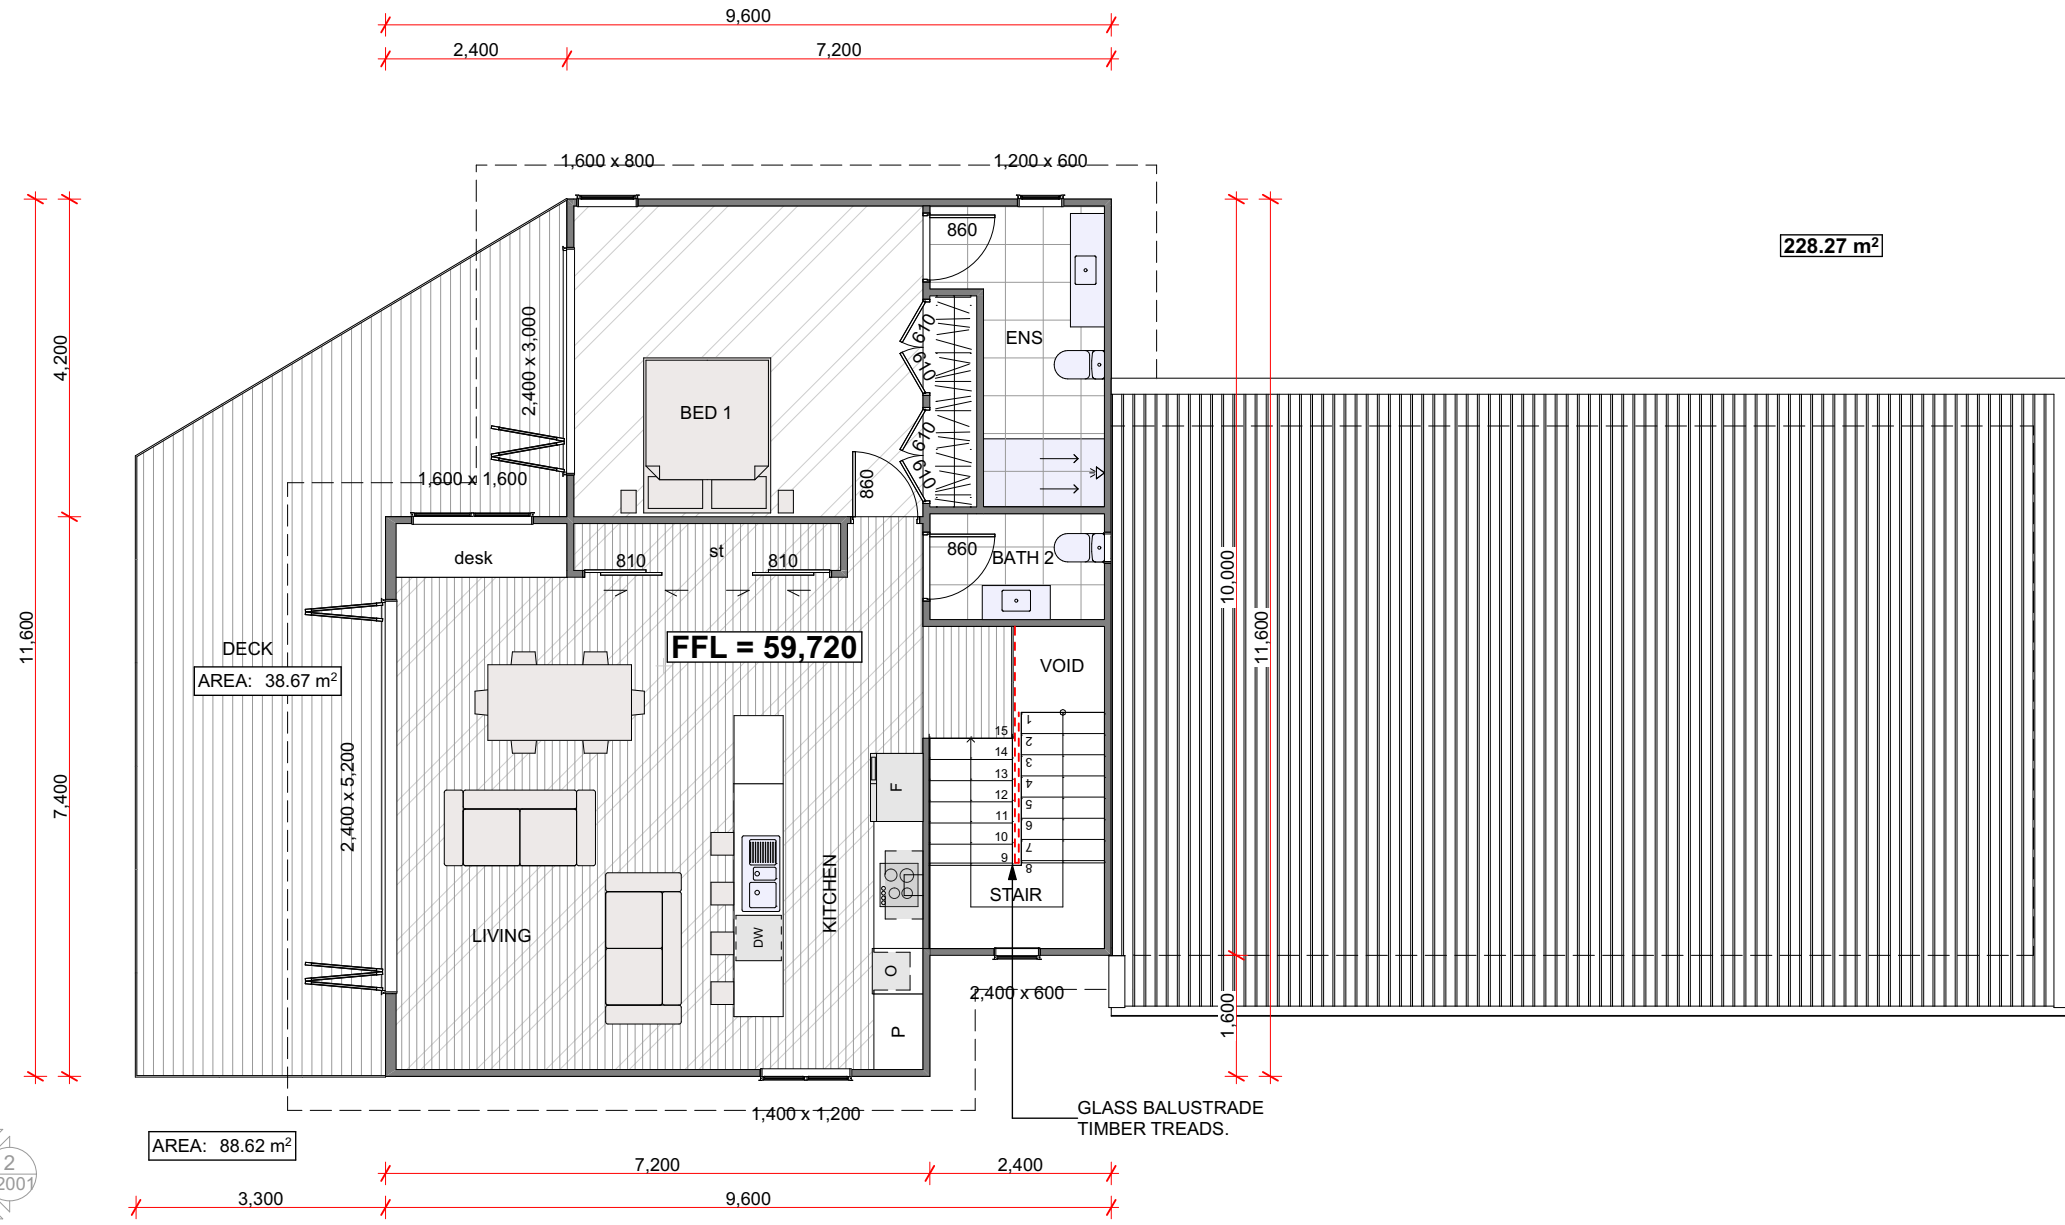 9,600
2,400
7,200
1,600 x 800
1,200 x 600
860
228.27 m²
610
610
ENS
4,200
2,400 x 3,000
BED 1
610
610
1,600 x 1,600
860
desk
st
810
810
860
BATH 2
10,000
11,600
11,600
DECK
AREA: 38.67 m²
FFL = 59,720
VOID
15
14
13
12
11
10
9
1
2
3
4
5
6
7
8
7,400
2,400 x 5,200
F
KITCHEN
STAIR
LIVING
DW
O
P
2,400 x 600
1,600
1,400 x 1,200
GLASS BALUSTRADE
TIMBER TREADS.
AREA: 88.62 m²
2
2001
7,200
2,400
3,300
9,600